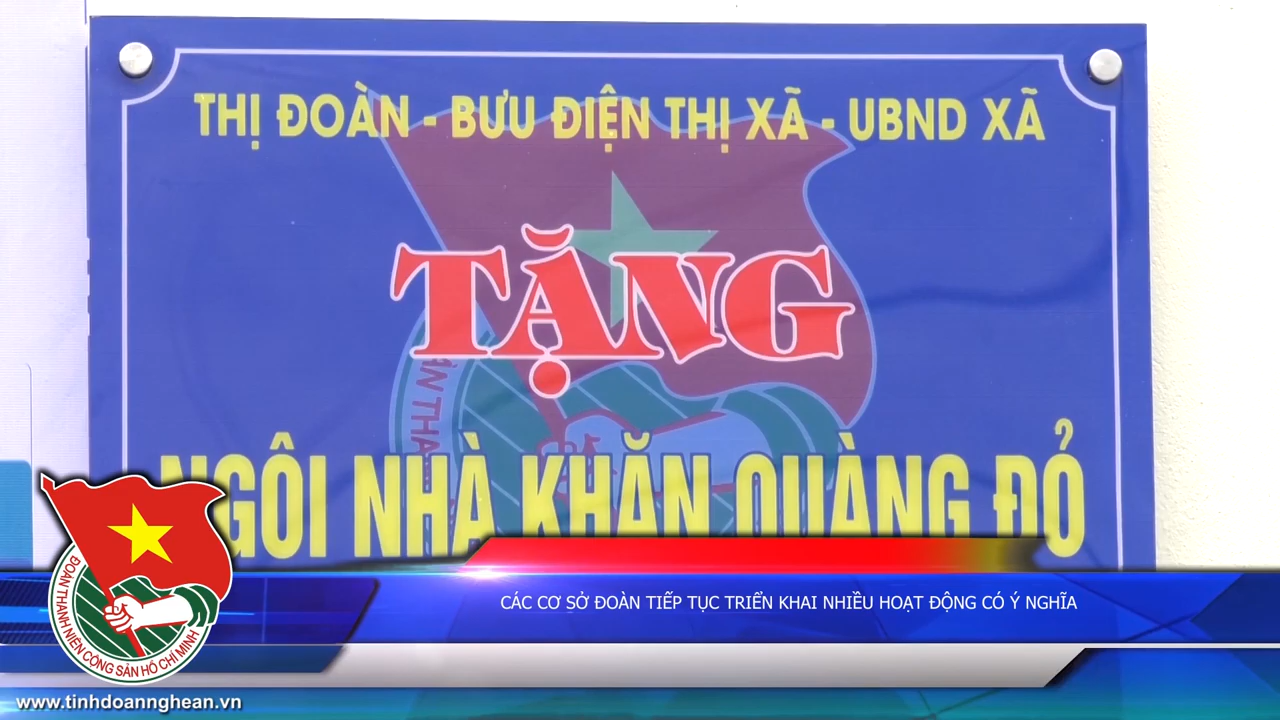 THỊ ĐOÀN - BƯU ĐIỆN THỊ XÃ - UBND XÃ
TẶNG
NGÔI NHÀ KHĂN QUÀNG ĐỎ
CÁC CƠ SỞ ĐOÀN TIẾP TỤC TRIỂN KHAI NHIỀU HOẠT ĐỘNG CÓ Ý NGHĨA
ĐOÀN THANH NIÊN CỘNG SẢN HỒ CHÍ MINH
www.tinhdoannghean.vn